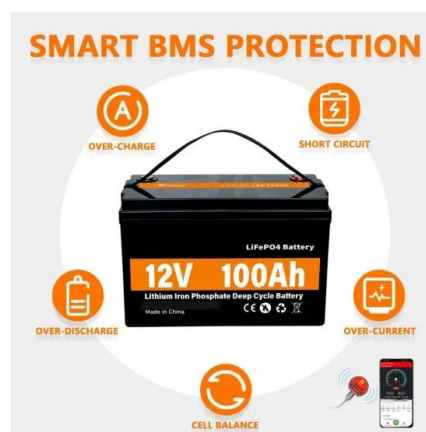 SMART BMS PROTECTION
A
OVER-CHARGE
SHORT CIRCUIT
LiFePO4 Battery
12V 100Ah
Lithium Iron Phosphate Deep Cycle Battery
Made in China
CE
OVER-DISCHARGE
OVER-CURRENT
CELL BALANCE